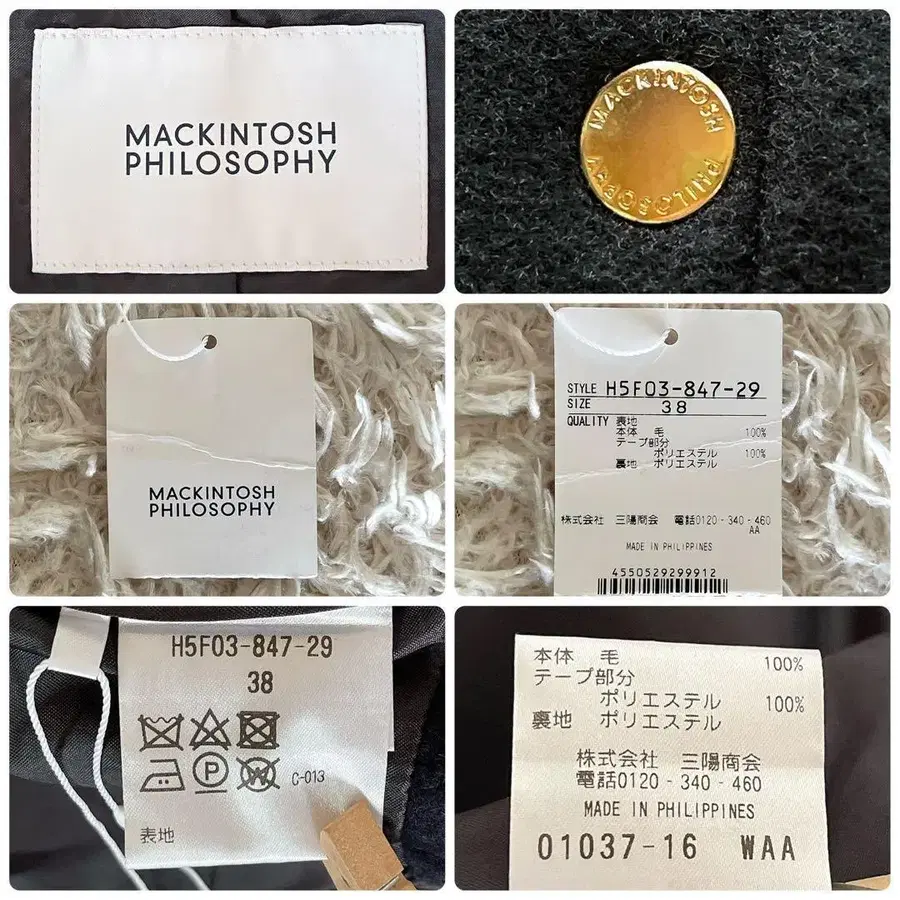 MACKINTOSH
PHILOSOPHY
MACKINTOSH
PHILOSOPHY
MACKINTOSH
PHILOSOPHY
STYLE H5F03-847-29
SIZE 38
QUALITY 表地
本体 毛 100%
テープ部分
ポリエステル 100%
裏地 ポリエステル
株式会社 三陽商会 電話0120-340-460
AA
MADE IN PHILIPPINES
4550529299912
H5F03-847-29
38
P W C-013
表地
本体 毛 100%
テープ部分
ポリエステル 100%
裏地 ポリエステル
株式会社 三陽商会
電話0120-340-460
MADE IN PHILIPPINES
01037-16 WAA